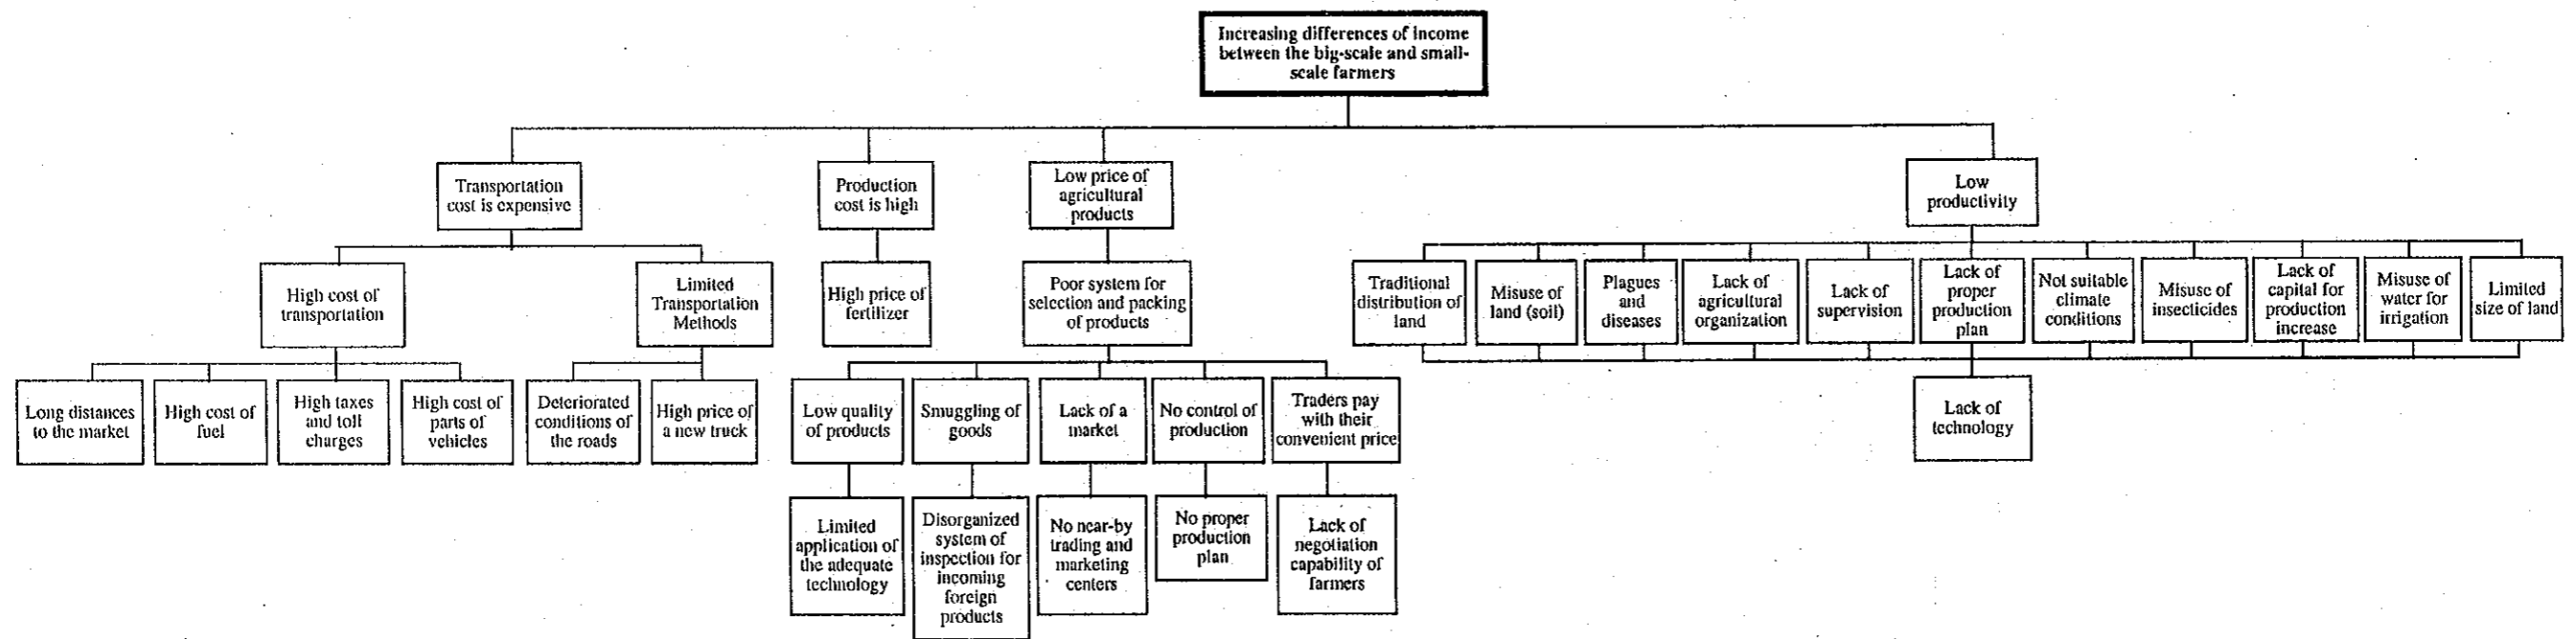 Increasing differences of income
between the big-scale and small-
scale farmers
Transportation
cost is expensive
Production
cost is high
Low price of
agricultural
products
Low
productivity
High cost of
transportation
Limited
Transportation
Methods
High price of
fertilizer
Poor system for
selection and packing
of products
Traditional
distribution of
land
Misuse of
land (soil)
Plagues
and
diseases
Lack of
agricultural
organization
Lack of
supervision
Lack of
proper
production
plan
Not suitable
climate
conditions
Misuse of
insecticides
Lack of
capital for
production
increase
Misuse of
water for
irrigation
Limited
size of land
Long distances
to the market
High cost of
fuel
High taxes
and toll
charges
High cost of
parts of
vehicles
Deteriorated
conditions of
the roads
High price of
a new truck
Low quality
of products
Smuggling of
goods
Lack of a
market
No control of
production
Traders pay
with their
convenient price
Lack of
technology
Limited
application of
the adequate
technology
Disorganized
system of
inspection for
incoming
foreign
products
No near-by
trading and
marketing
centers
No proper
production
plan
Lack of
negotiation
capability of
farmers